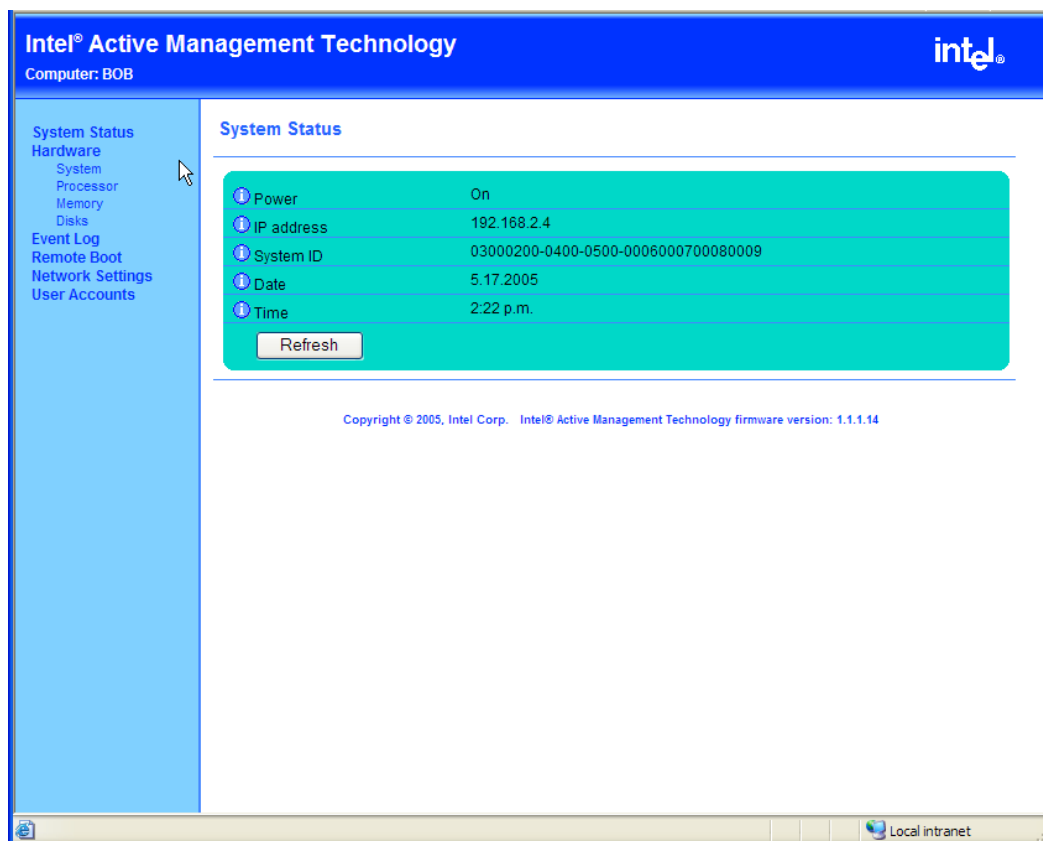 Intel® Active Management Technology
Computer: BOB
intel®
System Status
Hardware
System
Processor
Memory
Disks
Event Log
Remote Boot
Network Settings
User Accounts
System Status
Power On
IP address 192.168.2.4
System ID 03000200-0400-0500-0006000700080009
Date 5.17.2005
Time 2:22 p.m.
Refresh
Copyright © 2005, Intel Corp. Intel® Active Management Technology firmware version: 1.1.1.14
Local intranet